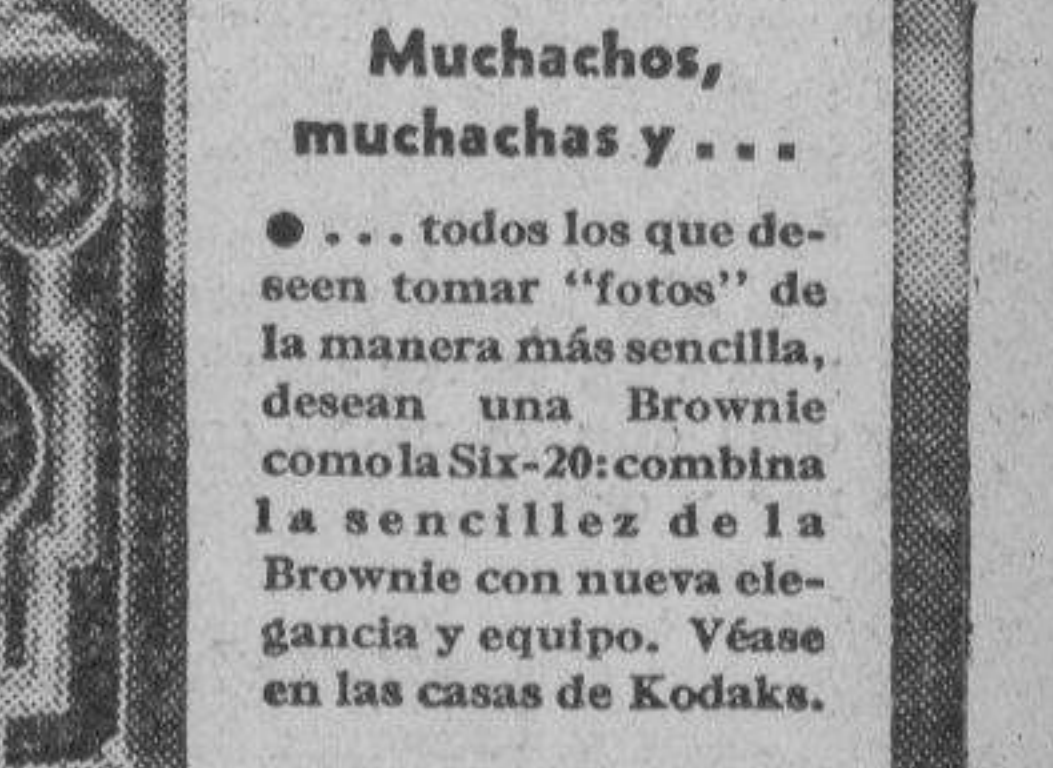 Muchachos,
muchachas y . . .
● . . . todos los que de-
seen tomar “fotos” de
la manera más sencilla,
desean una Brownie
como la Six-20: combina
la sencillez de la
Brownie con nueva ele-
gancia y equipo. Véase
en las casas de Kodaks.